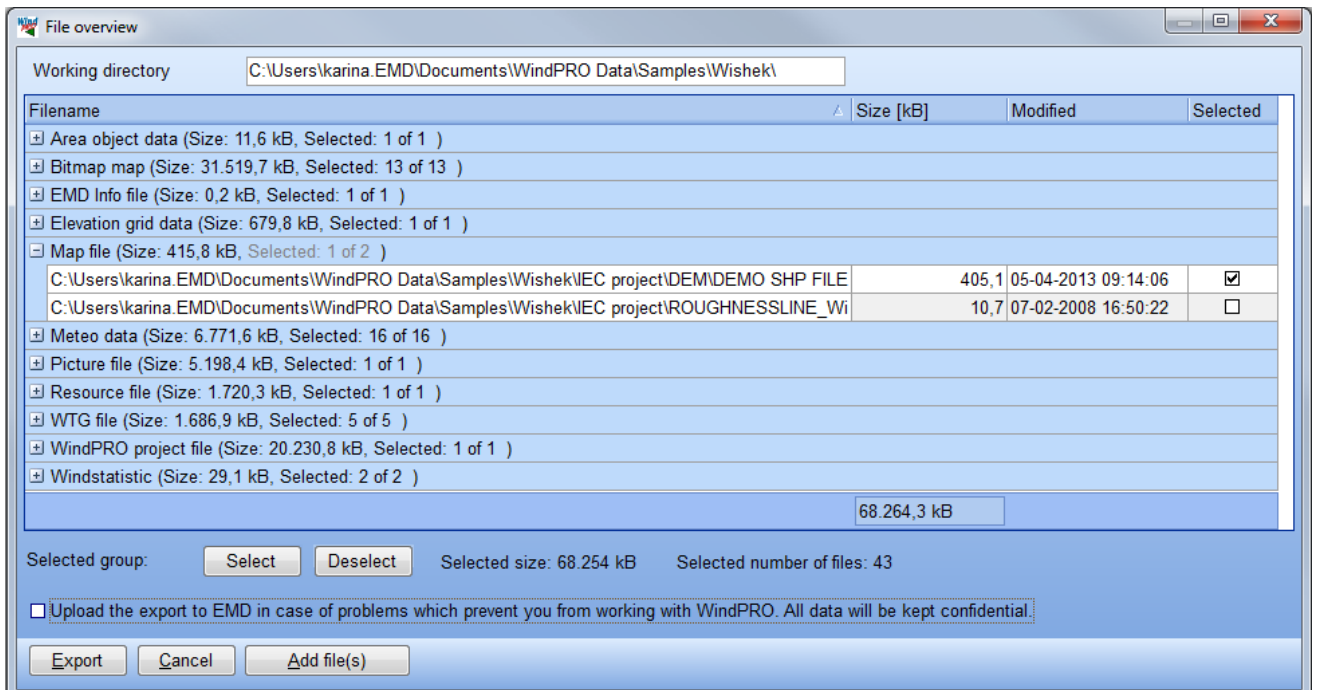 Wind
File overview
Working directory C:\Users\karina.EMD\Documents\WindPRO Data\Samples\Wishek\
Filename Size [kB] Modified Selected
Area object data (Size: 11,6 kB, Selected: 1 of 1 )
Bitmap map (Size: 31.519,7 kB, Selected: 13 of 13 )
EMD Info file (Size: 0,2 kB, Selected: 1 of 1 )
Elevation grid data (Size: 679,8 kB, Selected: 1 of 1 )
Map file (Size: 415,8 kB, Selected: 1 of 2 )
C:\Users\karina.EMD\Documents\WindPRO Data\Samples\Wishek\IEC project\DEM\DEMO SHP FILE 405,1 05-04-2013 09:14:06
C:\Users\karina.EMD\Documents\WindPRO Data\Samples\Wishek\IEC project\ROUGHNESSLINE_Wi 10,7 07-02-2008 16:50:22
Meteo data (Size: 6.771,6 kB, Selected: 16 of 16 )
Picture file (Size: 5.198,4 kB, Selected: 1 of 1 )
Resource file (Size: 1.720,3 kB, Selected: 1 of 1 )
WTG file (Size: 1.686,9 kB, Selected: 5 of 5 )
WindPRO project file (Size: 20.230,8 kB, Selected: 1 of 1 )
Windstatistic (Size: 29,1 kB, Selected: 2 of 2 )
68.264,3 kB
Selected group: Select Deselect Selected size: 68.254 kB Selected number of files: 43
Upload the export to EMD in case of problems which prevent you from working with WindPRO. All data will be kept confidential.
Export Cancel Add file(s)